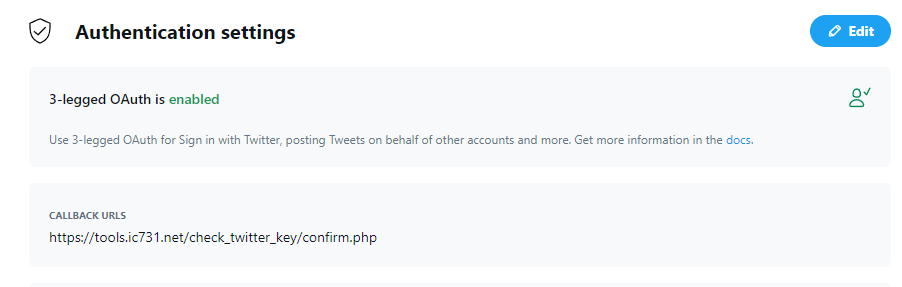 Authentication settings
Edit
3-legged OAuth is enabled
Use 3-legged OAuth for Sign in with Twitter, posting Tweets on behalf of other accounts and more. Get more information in the docs.
CALLBACK URLS
https://tools.ic731.net/check_twitter_key/confirm.php